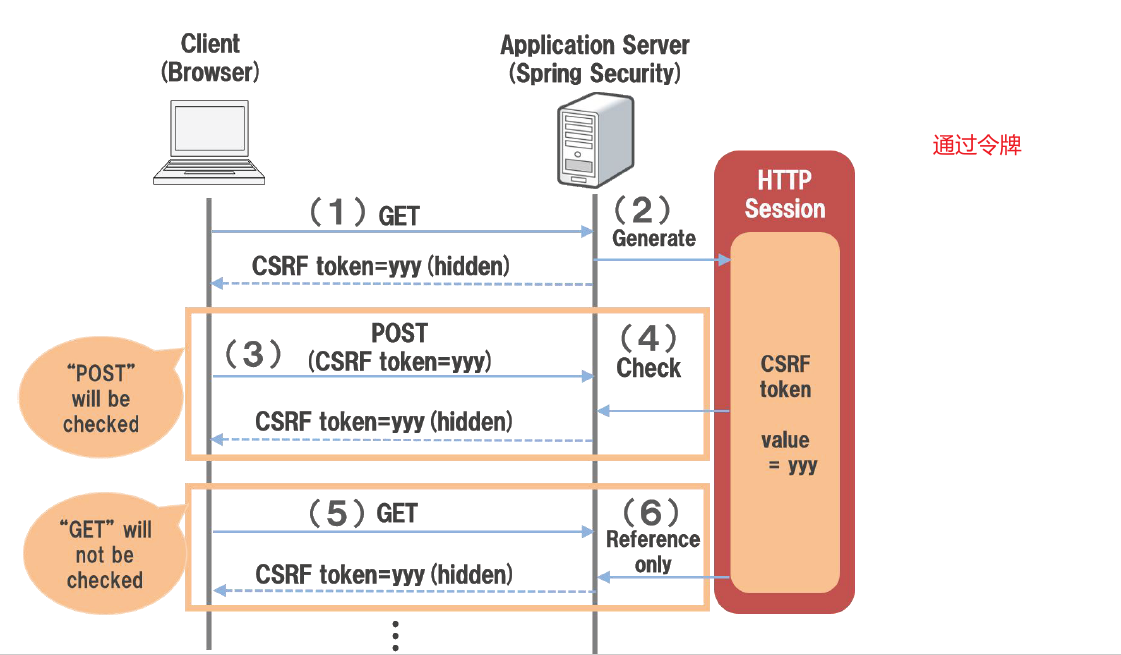 Client
(Browser)
Application Server
(Spring Security)
通过令牌
HTTP
Session
(1) GET
(2)
Generate
CSRF token=yyy (hidden)
POST
(3) (CSRF token=yyy)
(4)
Check
"POST"
will be
checked
CSRF
token
value
= yyy
CSRF token=yyy (hidden)
(5) GET
(6)
Reference
only
"GET" will
not be
checked
CSRF token=yyy (hidden)